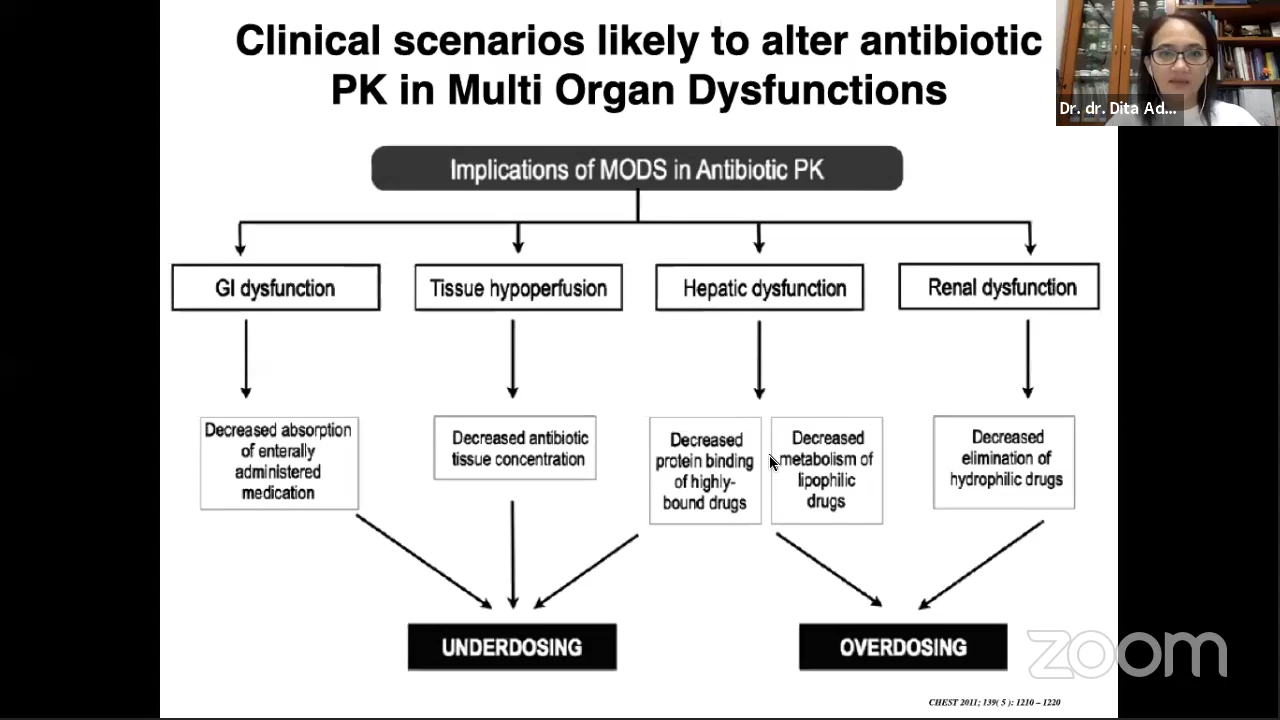 Clinical scenarios likely to alter antibiotic
PK in Multi Organ Dysfunctions
Dr. dr. Dita Ad...
Implications of MODS in Antibiotic PK
GI dysfunction
Tissue hypoperfusion
Hepatic dysfunction
Renal dysfunction
Decreased absorption
of enterally
administered
medication
Decreased antibiotic
tissue concentration
Decreased
protein binding
of highly-
bound drugs
Decreased
metabolism of
lipophilic
drugs
Decreased
elimination of
hydrophilic drugs
UNDERDOSING
OVERDOSING
zoom
CHEST 2011; 139( 5 ): 1210 – 1220